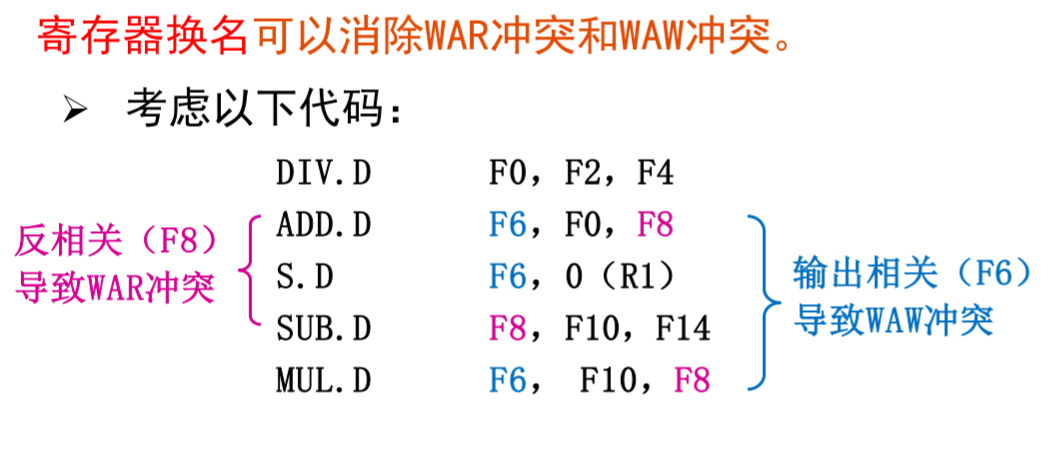 寄存器换名可以消除WAR冲突和WAW冲突。
➢ 考虑以下代码：
DIV.D F0，F2，F4
ADD.D F6，F0，F8
S.D F6，0（R1）
SUB.D F8，F10，F14
MUL.D F6， F10，F8
反相关（F8）
导致WAR冲突
输出相关（F6）
导致WAW冲突